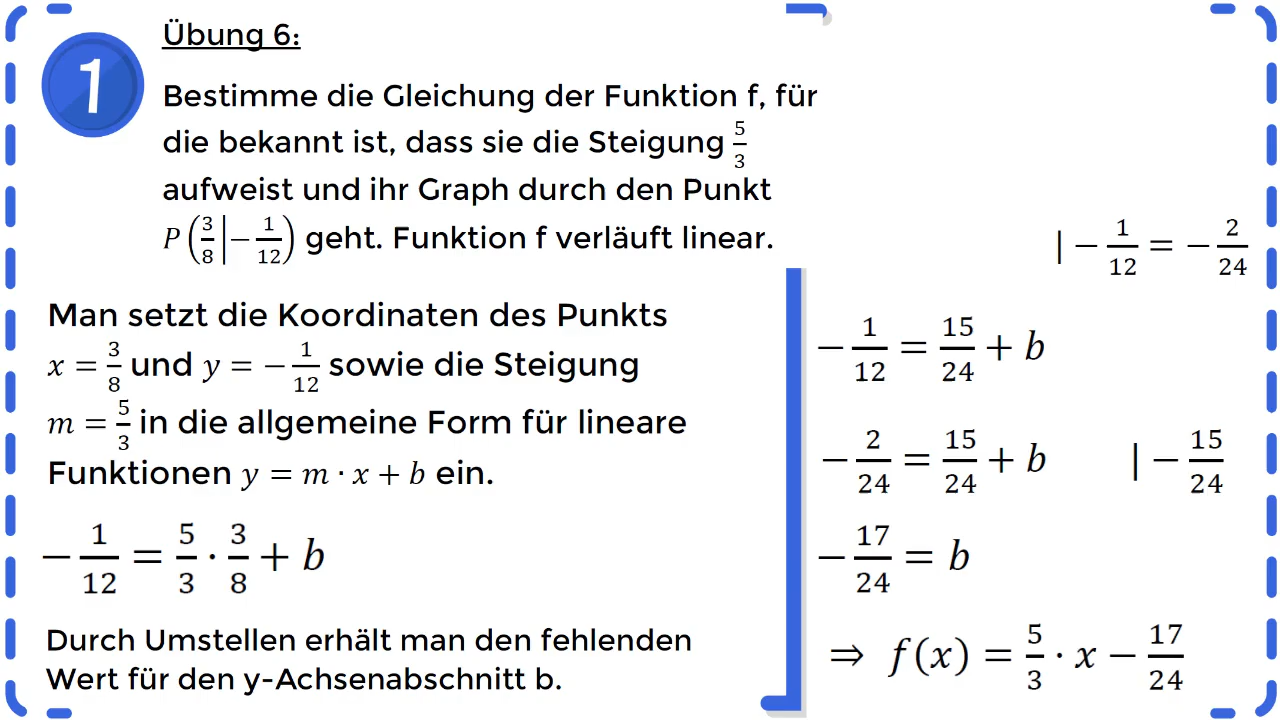 1
Übung 6:
Bestimme die Gleichung der Funktion f, für
die bekannt ist, dass sie die Steigung 5/3
aufweist und ihr Graph durch den Punkt
P(3/8|−1/12) geht. Funktion f verläuft linear.
Man setzt die Koordinaten des Punkts
x = 3/8 und y = −1/12 sowie die Steigung
m = 5/3 in die allgemeine Form für lineare
Funktionen y = m · x + b ein.
−1/12 = 5/3 · 3/8 + b
Durch Umstellen erhält man den fehlenden
Wert für den y-Achsenabschnitt b.
| −1/12 = −2/24
−1/12 = 15/24 + b
−2/24 = 15/24 + b | −15/24
−17/24 = b
⇒ f(x) = 5/3 · x − 17/24